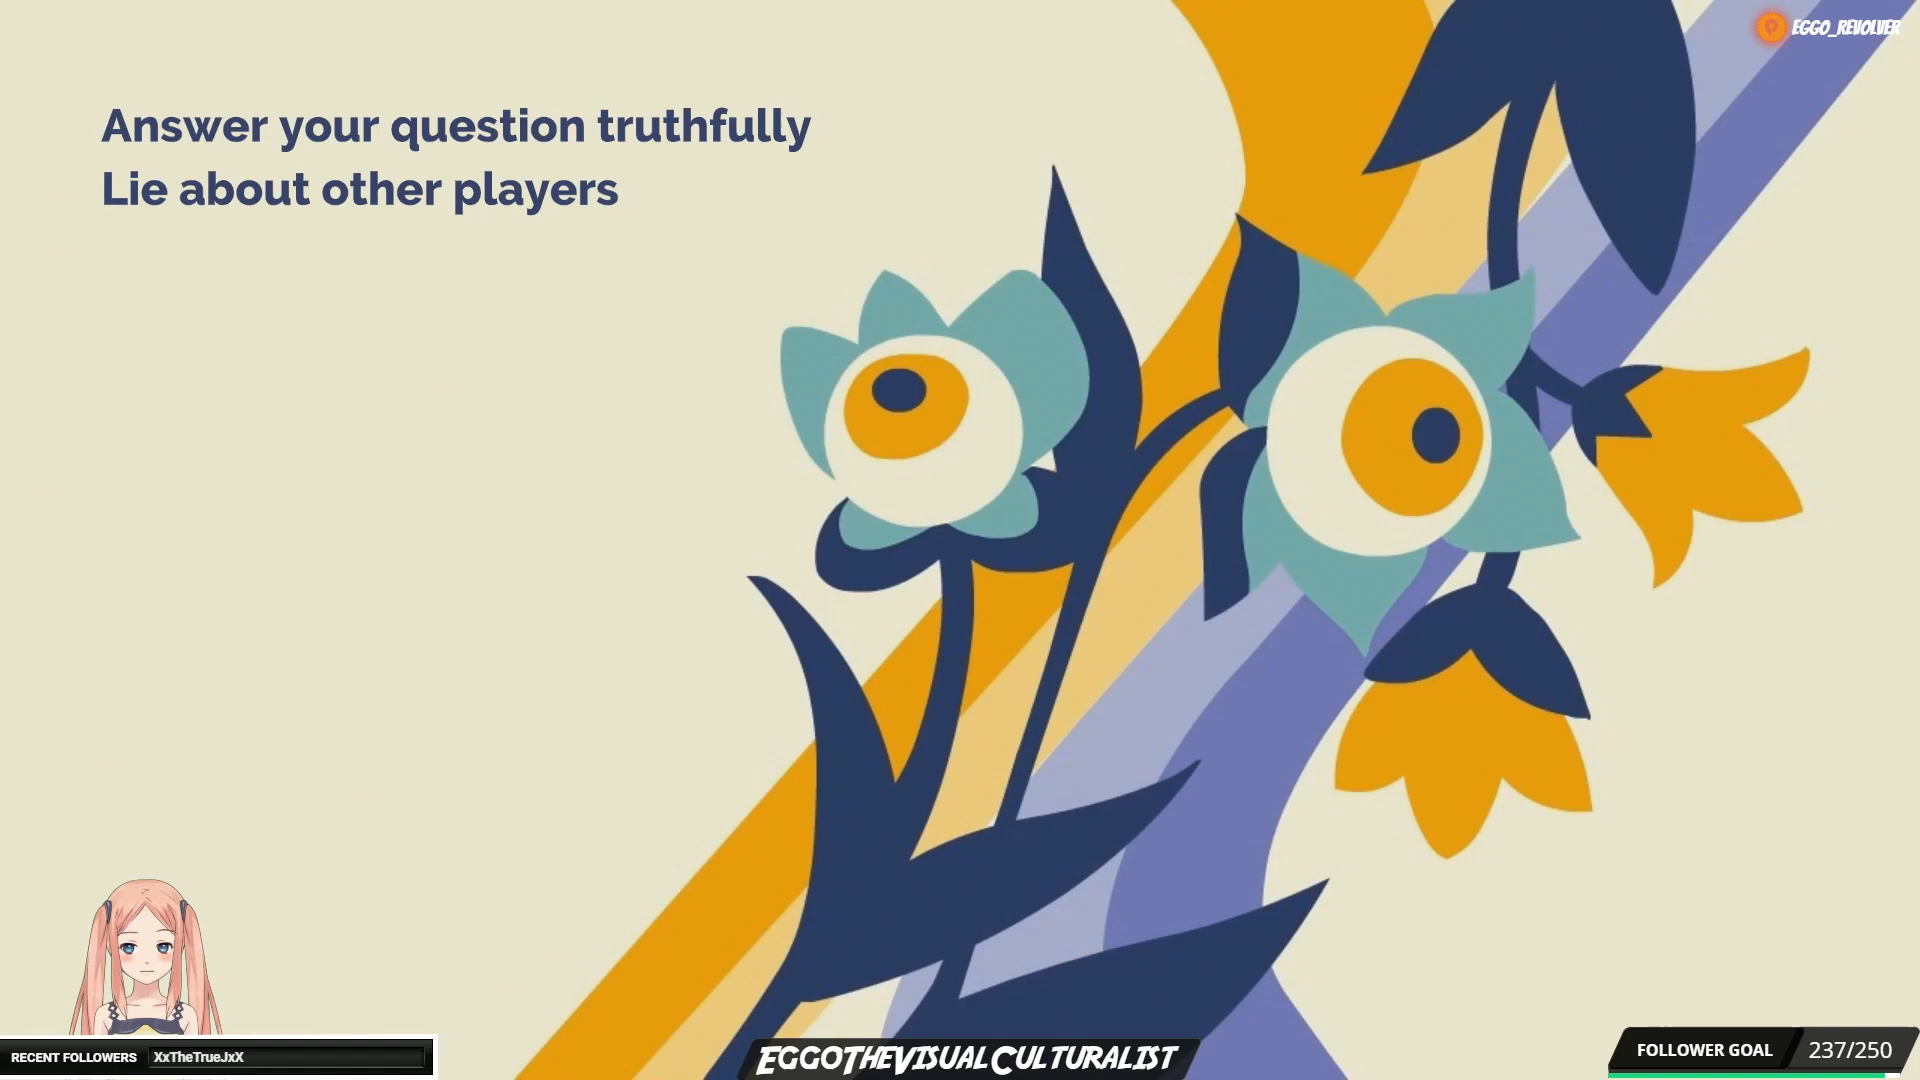 EGGO_REVOLVER
Answer your question truthfully
Lie about other players
RECENT FOLLOWERS XxTheTrueJxX
EGGOTHEVISUALCULTURALIST
FOLLOWER GOAL 237/250